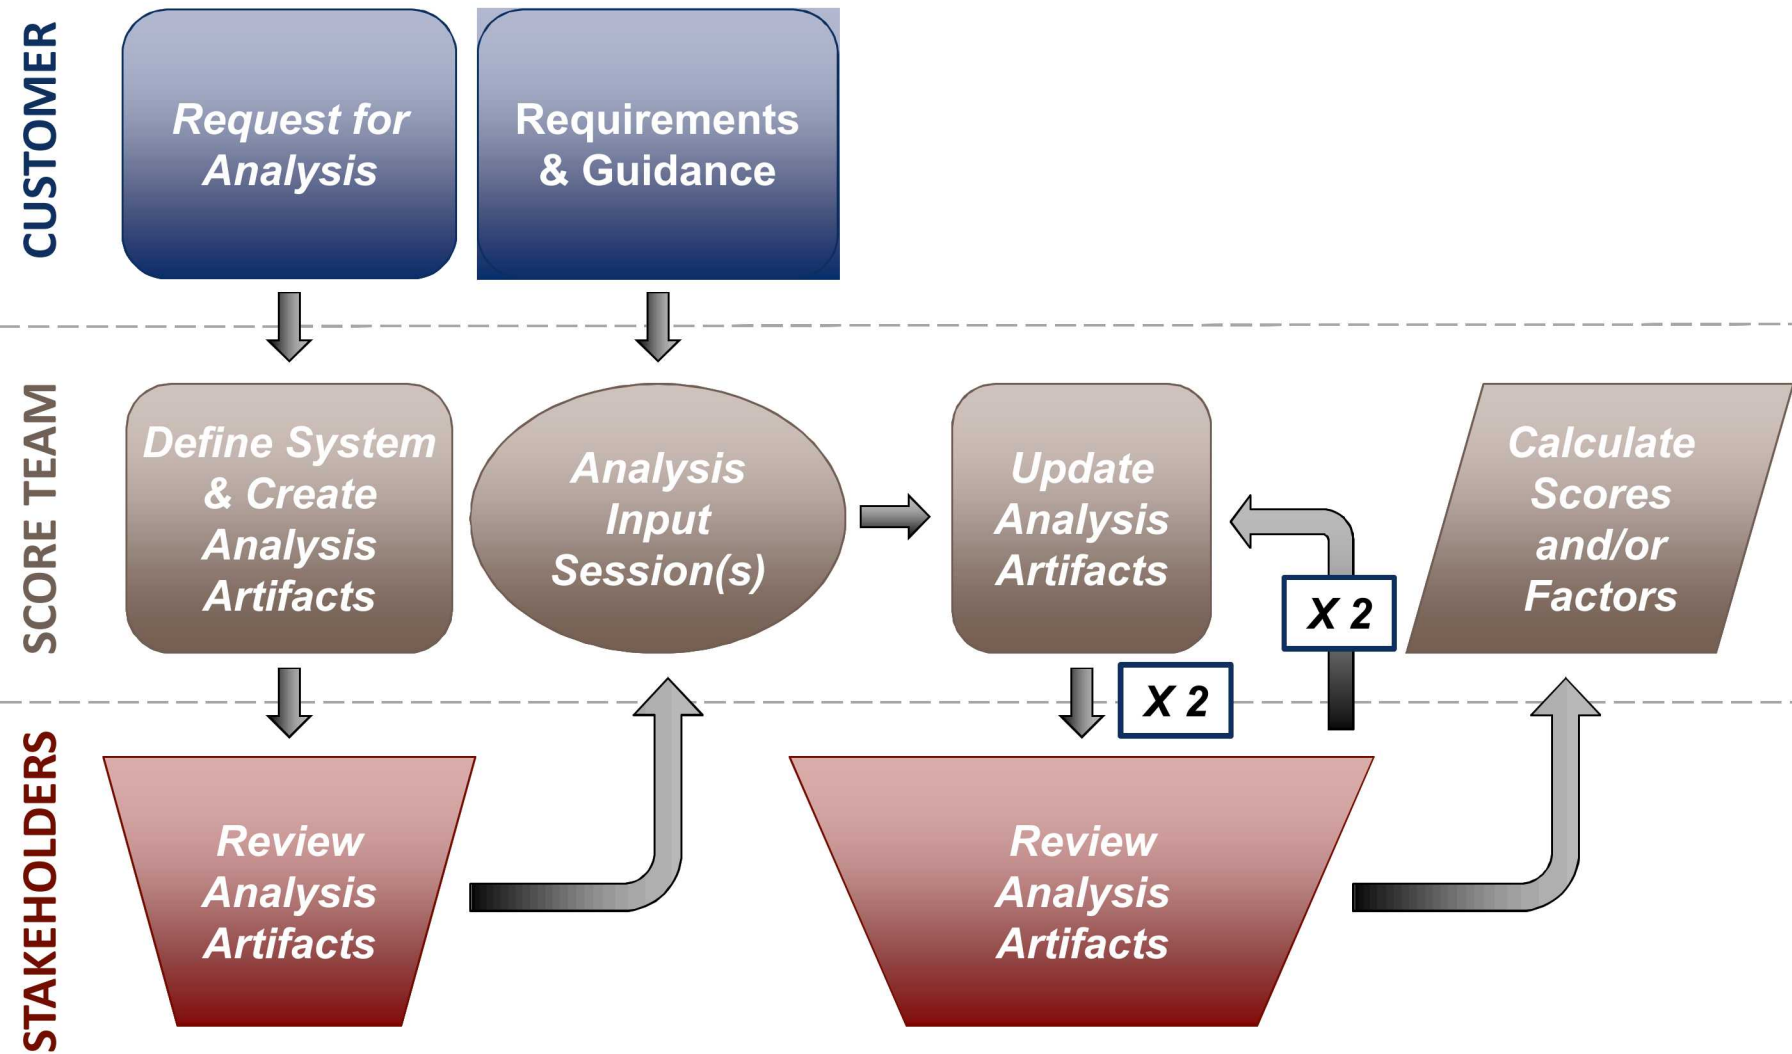 CUSTOMER
Request for
Analysis
Requirements
& Guidance
SCORE TEAM
Define System
& Create
Analysis
Artifacts
Analysis
Input
Session(s)
Update
Analysis
Artifacts
X 2
Calculate
Scores
and/or
Factors
X 2
STAKEHOLDERS
Review
Analysis
Artifacts
Review
Analysis
Artifacts